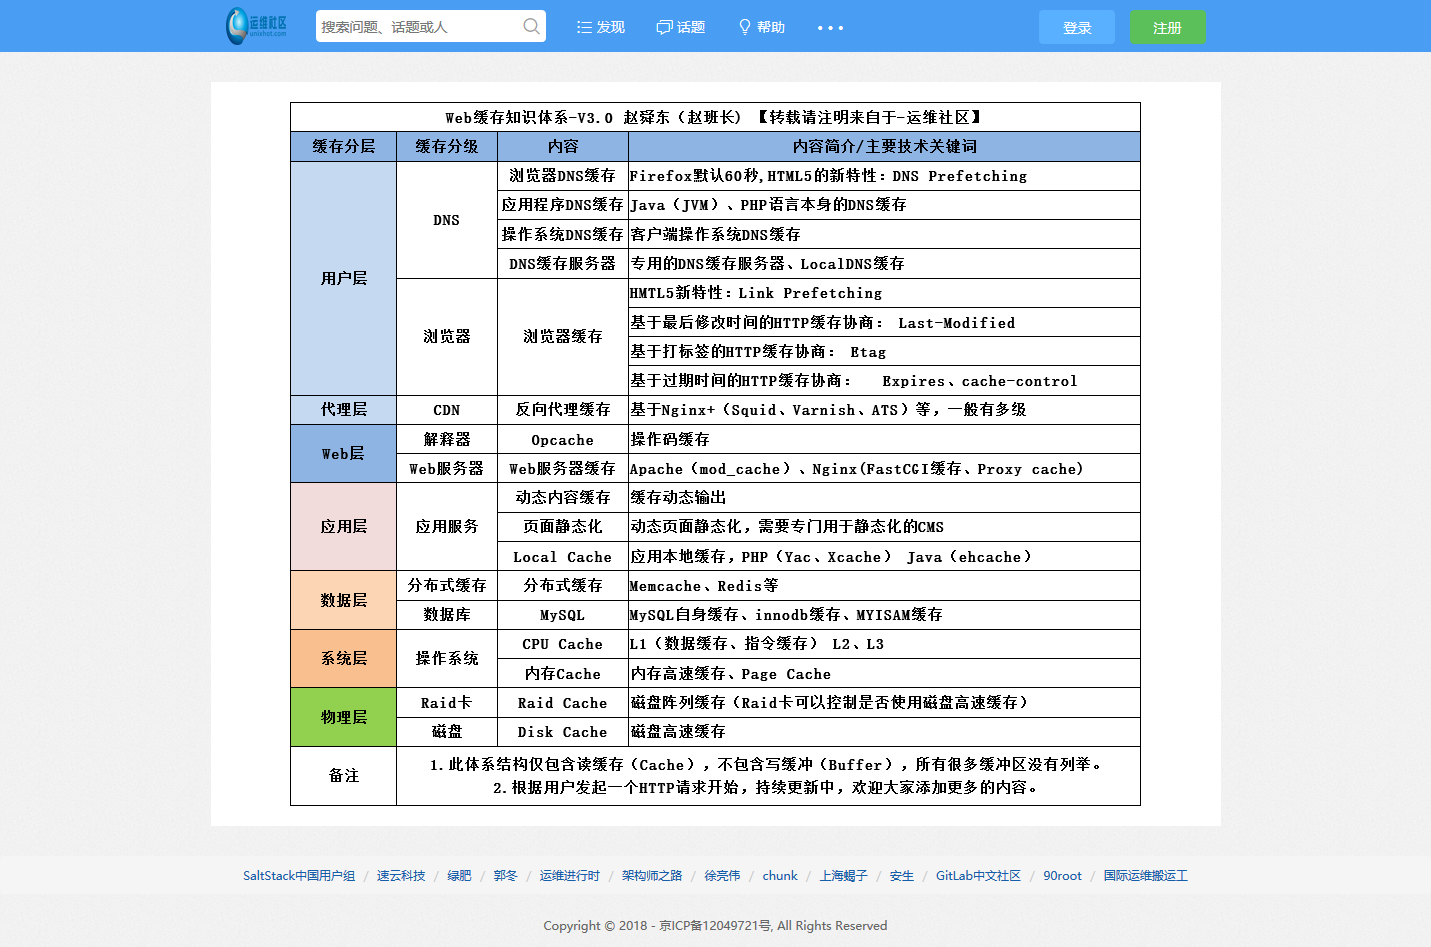 运维社区
unixhot.com
搜索问题、话题或人
发现
话题
帮助
登录
注册
Web缓存知识体系-V3.0 赵舜东（赵班长） 【转载请注明来自于-运维社区】
缓存分层 缓存分级 内容 内容简介/主要技术关键词
用户层 DNS 浏览器DNS缓存 Firefox默认60秒,HTML5的新特性：DNS Prefetching
应用程序DNS缓存 Java（JVM）、PHP语言本身的DNS缓存
操作系统DNS缓存 客户端操作系统DNS缓存
DNS缓存服务器 专用的DNS缓存服务器、LocalDNS缓存
浏览器 浏览器缓存 HMTL5新特性：Link Prefetching
基于最后修改时间的HTTP缓存协商： Last-Modified
基于打标签的HTTP缓存协商： Etag
基于过期时间的HTTP缓存协商： Expires、cache-control
代理层 CDN 反向代理缓存 基于Nginx+（Squid、Varnish、ATS）等，一般有多级
Web层 解释器 Opcache 操作码缓存
Web服务器 Web服务器缓存 Apache（mod_cache）、Nginx(FastCGI缓存、Proxy cache)
应用层 应用服务 动态内容缓存 缓存动态输出
页面静态化 动态页面静态化，需要专门用于静态化的CMS
Local Cache 应用本地缓存，PHP（Yac、Xcache） Java（ehcache）
数据层 分布式缓存 分布式缓存 Memcache、Redis等
数据库 MySQL MySQL自身缓存、innodb缓存、MYISAM缓存
系统层 操作系统 CPU Cache L1（数据缓存、指令缓存） L2、L3
内存Cache 内存高速缓存、Page Cache
物理层 Raid卡 Raid Cache 磁盘阵列缓存（Raid卡可以控制是否使用磁盘高速缓存）
磁盘 Disk Cache 磁盘高速缓存
备注 1.此体系结构仅包含读缓存（Cache），不包含写缓冲（Buffer），所有很多缓冲区没有列举。
2.根据用户发起一个HTTP请求开始，持续更新中，欢迎大家添加更多的内容。
SaltStack中国用户组 / 速云科技 / 绿肥 / 郭冬 / 运维进行时 / 架构师之路 / 徐亮伟 / chunk / 上海蝎子 / 安生 / GitLab中文社区 / 90root / 国际运维搬运工
Copyright © 2018 - 京ICP备12049721号, All Rights Reserved